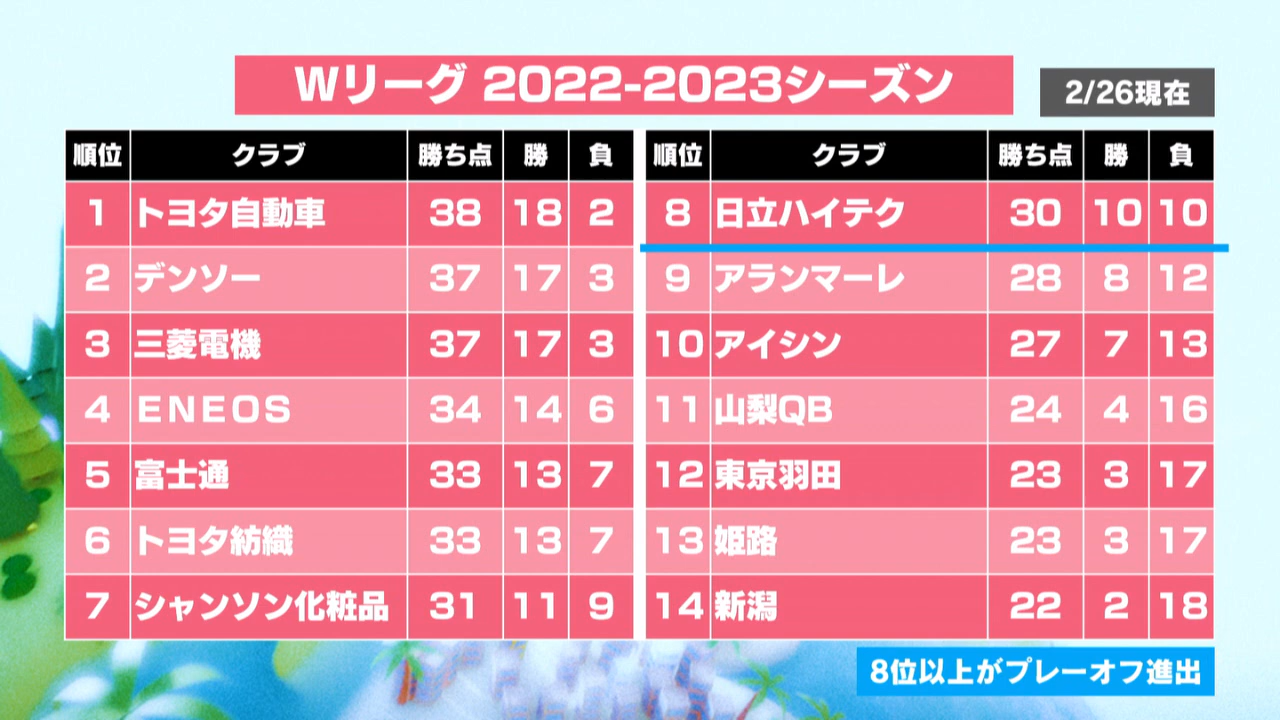 Wリーグ 2022-2023シーズン
2/26現在
順位 クラブ 勝ち点 勝 負
1 トヨタ自動車 38 18 2
2 デンソー 37 17 3
3 三菱電機 37 17 3
4 ENEOS 34 14 6
5 富士通 33 13 7
6 トヨタ紡織 33 13 7
7 シャンソン化粧品 31 11 9
順位 クラブ 勝ち点 勝 負
8 日立ハイテク 30 10 10
9 アランマーレ 28 8 12
10 アイシン 27 7 13
11 山梨QB 24 4 16
12 東京羽田 23 3 17
13 姫路 23 3 17
14 新潟 22 2 18
8位以上がプレーオフ進出